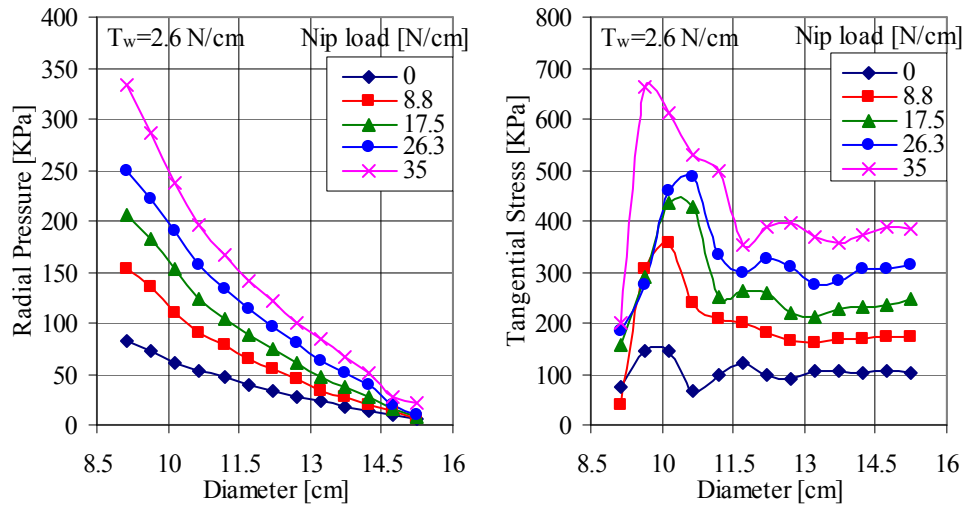 400
350
300
250
200
150
100
50
0
Radial Pressure [KPa]
Tw=2.6 N/cm
Nip load [N/cm]
0
8.8
17.5
26.3
35
8.5 10 11.5 13 14.5 16
Diameter [cm]
800
700
600
500
400
300
200
100
0
Tangential Stress [KPa]
Tw=2.6 N/cm
Nip load [N/cm]
0
8.8
17.5
26.3
35
8.5 10 11.5 13 14.5 16
Diameter [cm]